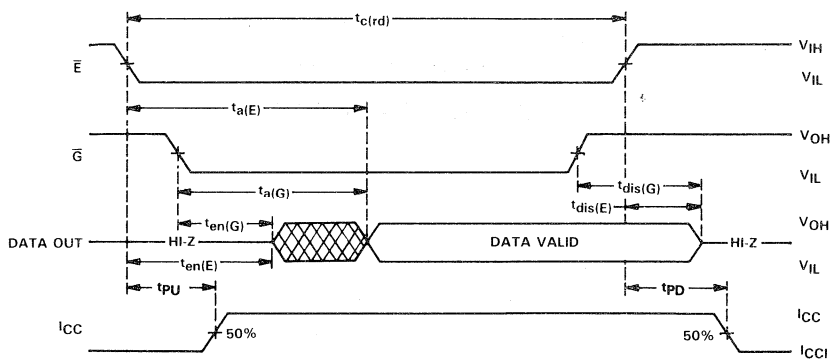 tc(rd)
E̅ VIH
VIL
ta(E)
G̅ VOH
VIL
ta(G) tdis(G)
ten(G) tdis(E)
DATA OUT HI-Z DATA VALID HI-Z VOH
VIL
ten(E)
tPU tPD
ICC 50% 50% ICC
ICCI